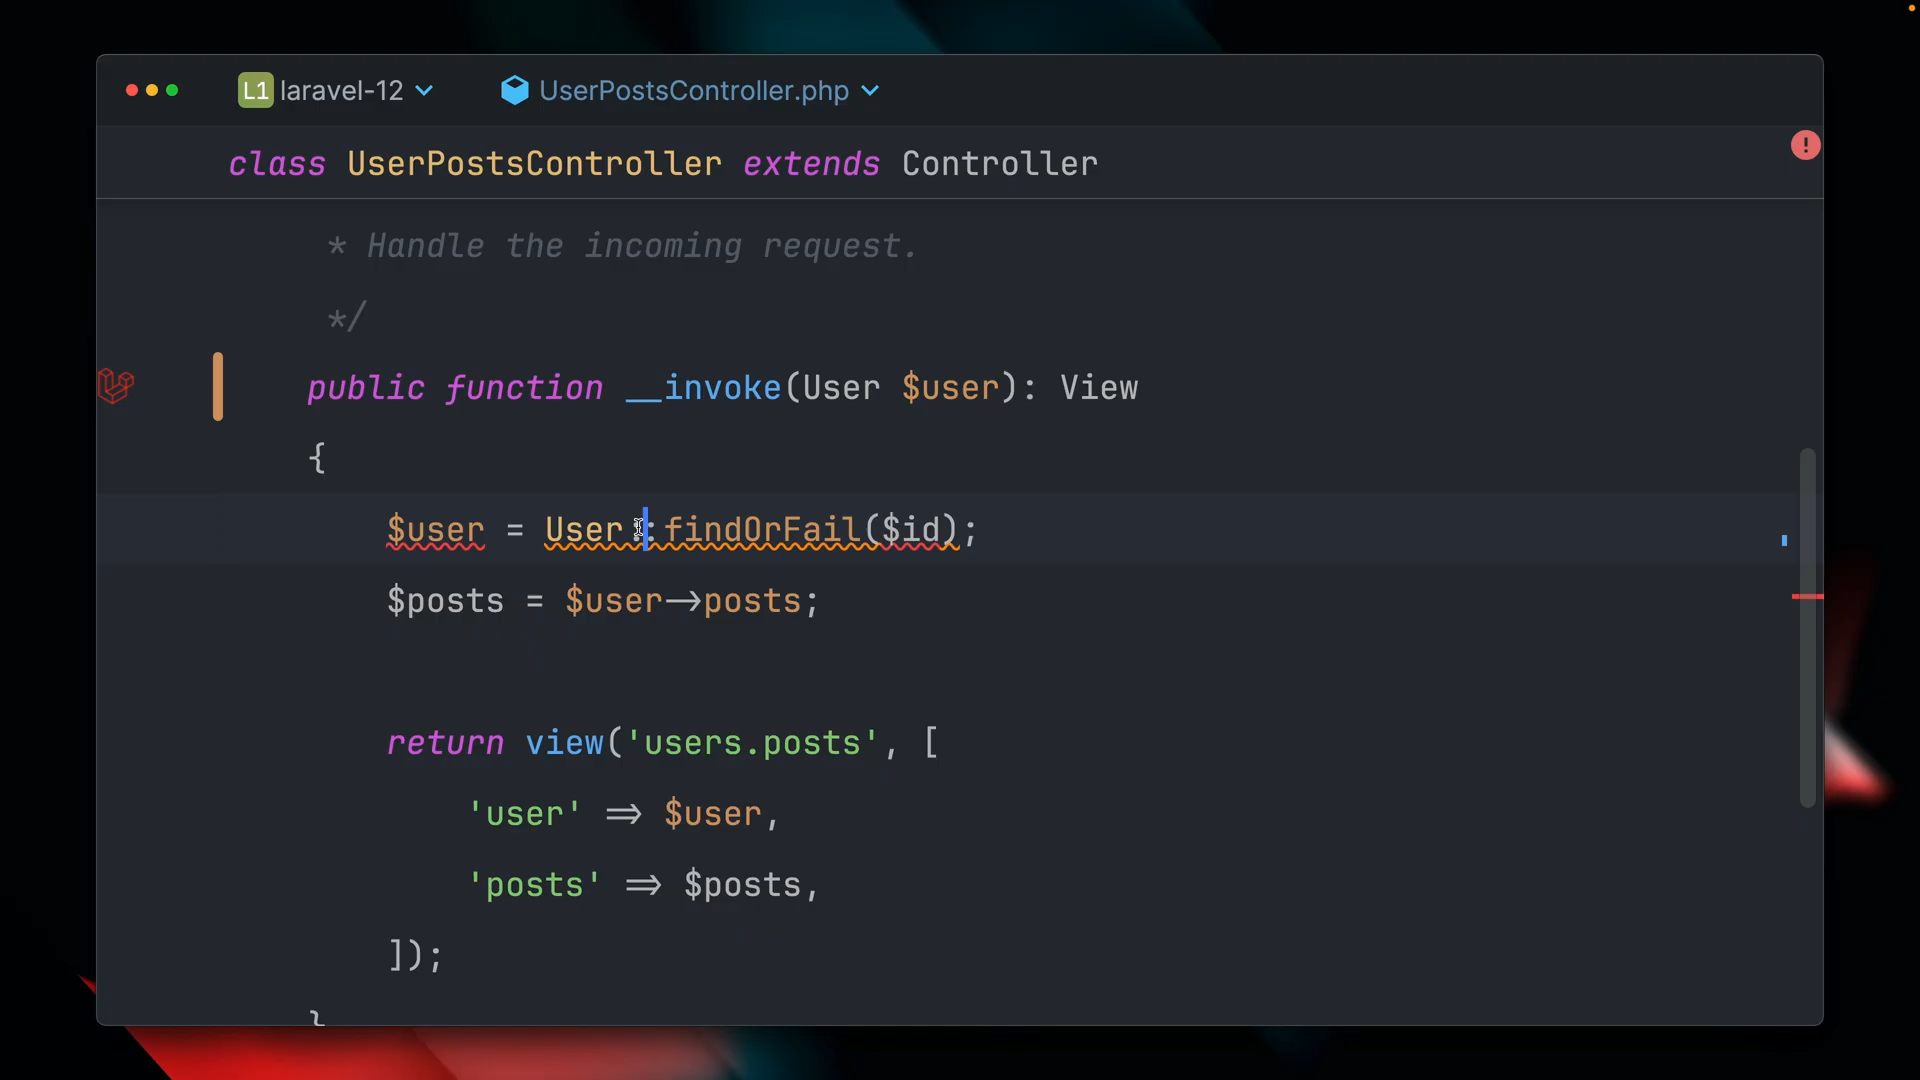 L1 laravel-12 UserPostsController.php
class UserPostsController extends Controller
* Handle the incoming request.
*/
public function __invoke(User $user): View
{
$user = User::findOrFail($id);
$posts = $user->posts;
return view('users.posts', [
'user' => $user,
'posts' => $posts,
]);
}